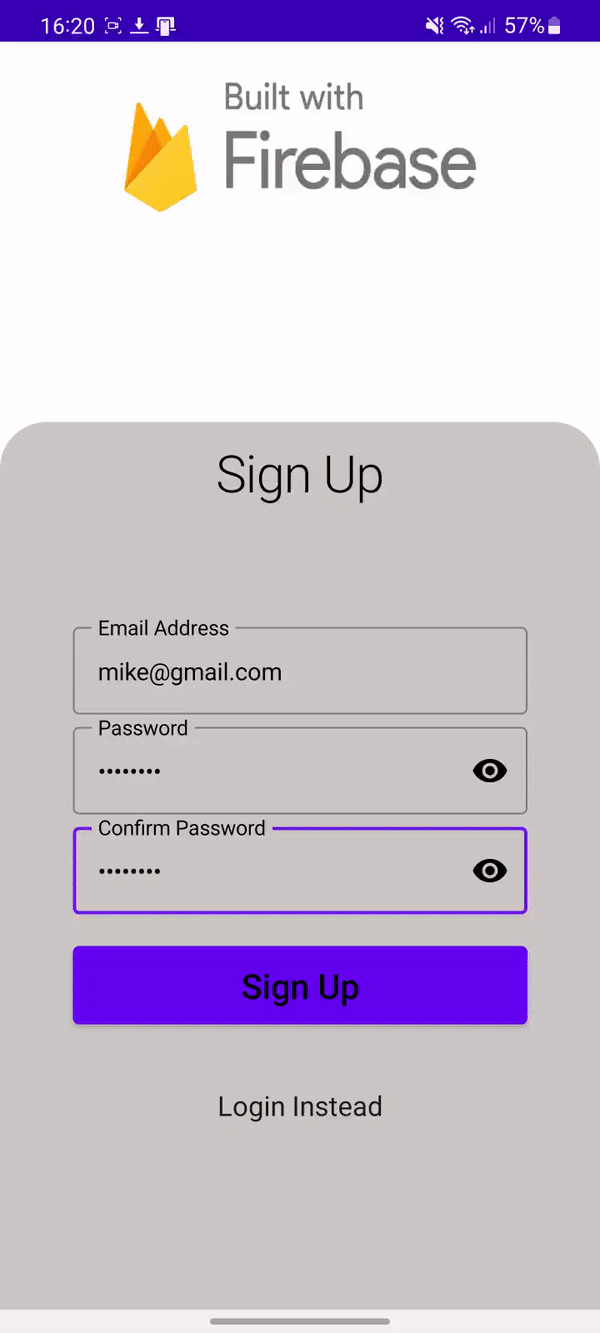 16:20 57%
Built with
Firebase
Sign Up
Email Address
mike@gmail.com
Password
••••••••
Confirm Password
••••••••
Sign Up
Login Instead